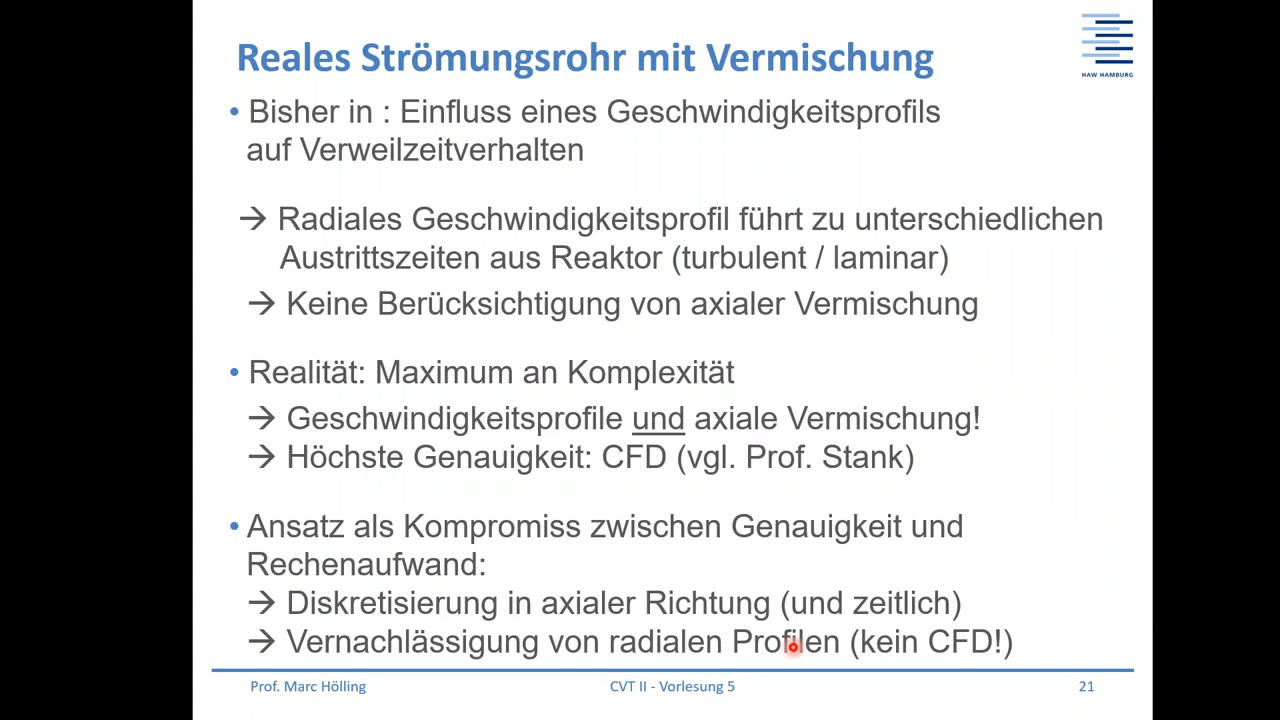 Reales Strömungsrohr mit Vermischung
HAW HAMBURG
• Bisher in : Einfluss eines Geschwindigkeitsprofils
auf Verweilzeitverhalten
→ Radiales Geschwindigkeitsprofil führt zu unterschiedlichen
Austrittszeiten aus Reaktor (turbulent / laminar)
→ Keine Berücksichtigung von axialer Vermischung
• Realität: Maximum an Komplexität
→ Geschwindigkeitsprofile und axiale Vermischung!
→ Höchste Genauigkeit: CFD (vgl. Prof. Stank)
• Ansatz als Kompromiss zwischen Genauigkeit und
Rechenaufwand:
→ Diskretisierung in axialer Richtung (und zeitlich)
→ Vernachlässigung von radialen Profilen (kein CFD!)
Prof. Marc Hölling
CVT II - Vorlesung 5
21